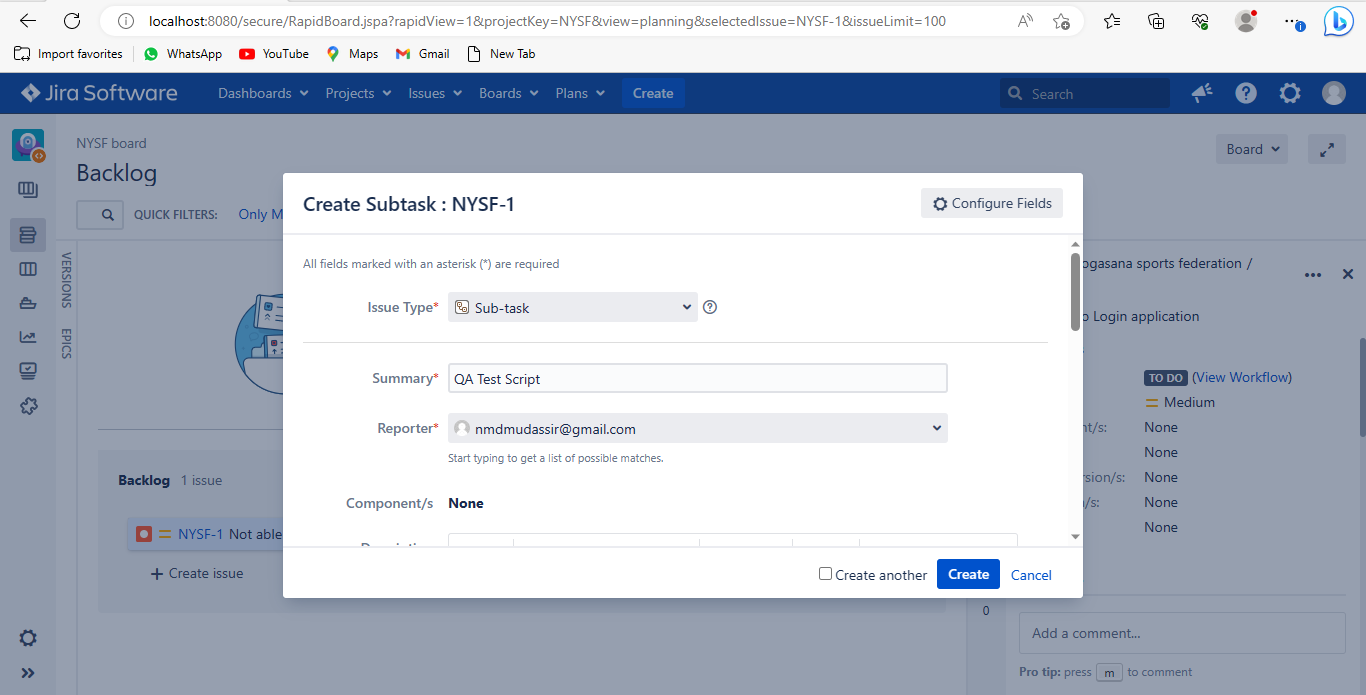 localhost:8080/secure/RapidBoard.jspa?rapidView=1&projectKey=NYSF&view=planning&selectedIssue=NYSF-1&issueLimit=100
Import favorites WhatsApp YouTube Maps Gmail New Tab
Jira Software Dashboards Projects Issues Boards Plans Create Search
NYSF board
Backlog
Board
QUICK FILTERS: Only M
VERSIONS
EPICS
Create Subtask : NYSF-1
Configure Fields
All fields marked with an asterisk (*) are required
Issue Type* Sub-task
Summary* QA Test Script
Reporter* nmdmudassir@gmail.com
Start typing to get a list of possible matches.
Component/s None
Create another Create Cancel
ogasana sports federation /
o Login application
TO DO (View Workflow)
Medium
nt/s: None
None
rsion/s: None
/s: None
None
Backlog 1 issue
NYSF-1 Not able
+ Create issue
0
Add a comment...
Pro tip: press m to comment